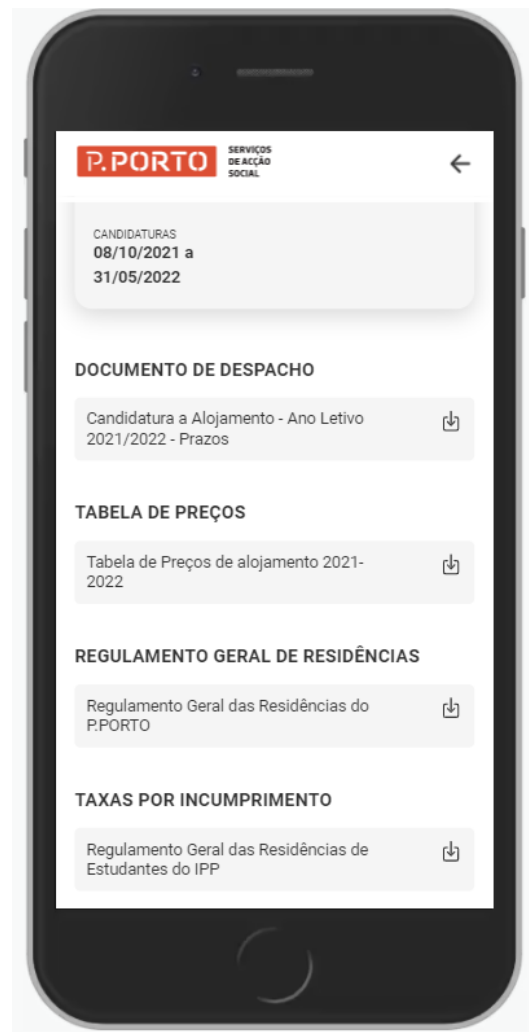 P.PORTO
SERVIÇOS
DE ACÇÃO
SOCIAL
CANDIDATURAS
08/10/2021 a
31/05/2022
DOCUMENTO DE DESPACHO
Candidatura a Alojamento - Ano Letivo
2021/2022 - Prazos
TABELA DE PREÇOS
Tabela de Preços de alojamento 2021-
2022
REGULAMENTO GERAL DE RESIDÊNCIAS
Regulamento Geral das Residências do
P.PORTO
TAXAS POR INCUMPRIMENTO
Regulamento Geral das Residências de
Estudantes do IPP